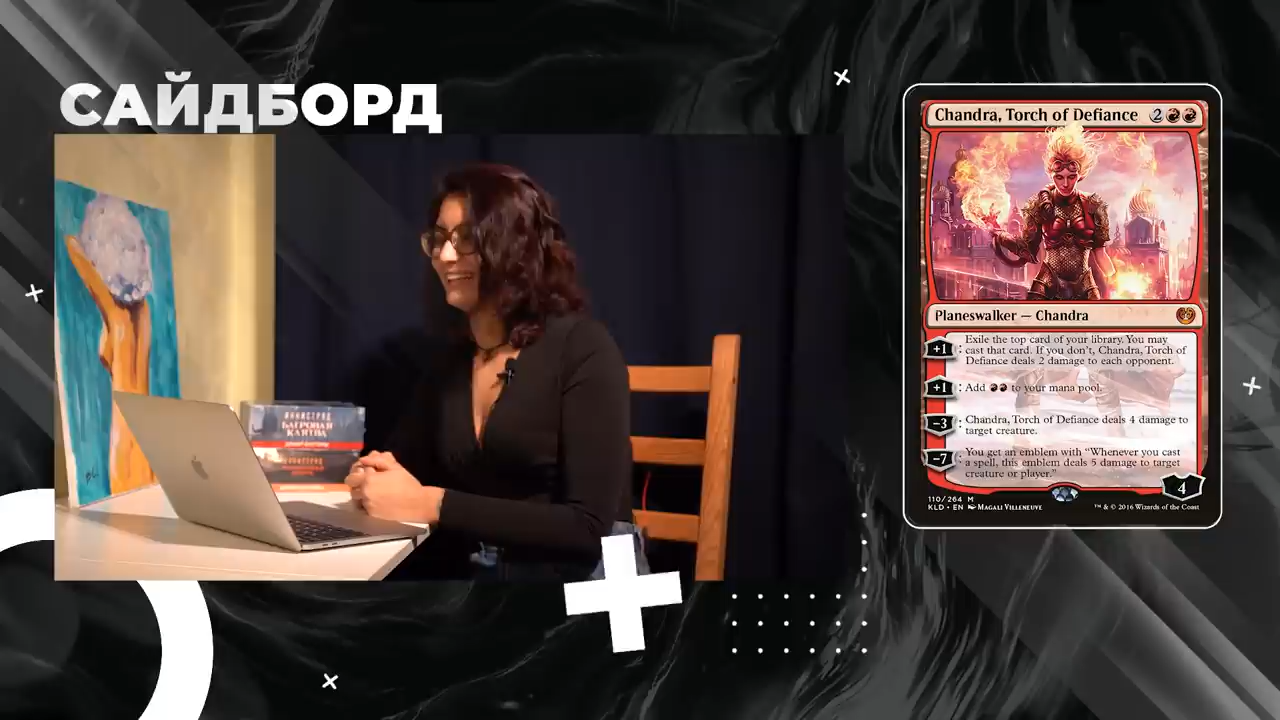 САЙДБОРД
ИННИСТРАД
БАГРОВАЯ
КЛЯТВА
ИННИСТРАД
Chandra, Torch of Defiance 2
Planeswalker — Chandra
+1: Exile the top card of your library. You may
cast that card. If you don't, Chandra, Torch of
Defiance deals 2 damage to each opponent.
+1: Add to your mana pool.
−3: Chandra, Torch of Defiance deals 4 damage to
target creature.
−7: You get an emblem with "Whenever you cast
a spell, this emblem deals 5 damage to target
creature or player."
4
110/264 M
KLD • EN MAGALI VILLENEUVE
™ & © 2016 Wizards of the Coast